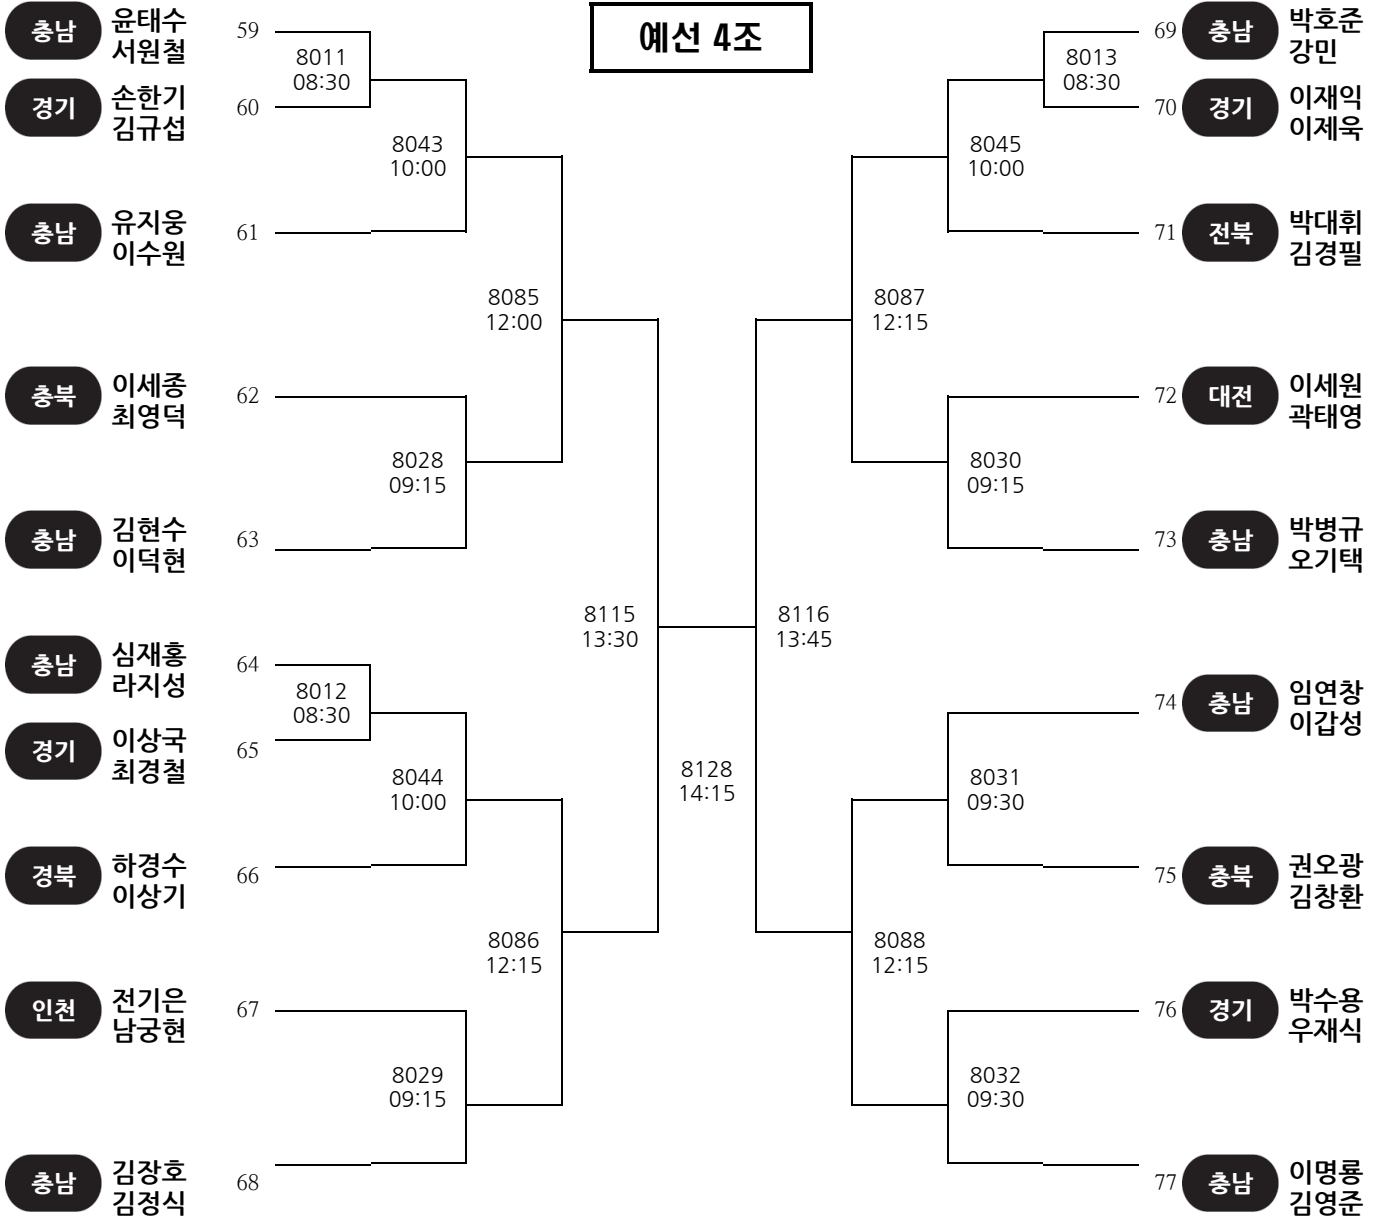 예선 4조
충남
윤태수
서원철
59
8011
08:30
경기
손한기
김규섭
60
8043
10:00
충남
유지웅
이수원
61
8085
12:00
충북
이세종
최영덕
62
8028
09:15
충남
김현수
이덕현
63
8115
13:30
충남
심재홍
라지성
64
8012
08:30
경기
이상국
최경철
65
8044
10:00
경북
하경수
이상기
66
8086
12:15
인천
전기은
남궁현
67
8029
09:15
충남
김장호
김정식
68
8128
14:15
69
충남
박호준
강민
8013
08:30
70
경기
이재익
이제욱
8045
10:00
71
전북
박대휘
김경필
8087
12:15
72
대전
이세원
곽태영
8030
09:15
73
충남
박병규
오기택
8116
13:45
74
충남
임연창
이갑성
8031
09:30
75
충북
권오광
김창환
8088
12:15
76
경기
박수용
우재식
8032
09:30
77
충남
이명룡
김영준